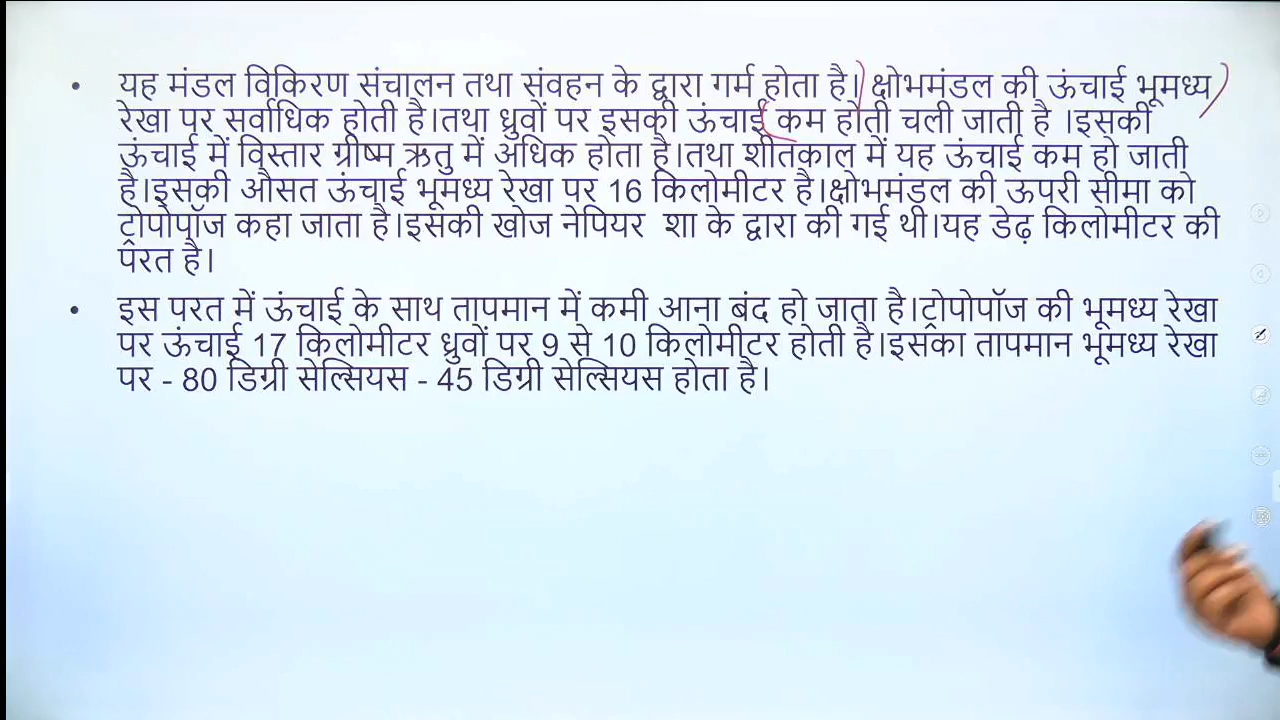 • यह मंडल विकिरण संचालन तथा संवहन के द्वारा गर्म होता है। क्षोभमंडल की ऊंचाई भूमध्य
रेखा पर सर्वाधिक होती है।तथा ध्रुवों पर इसकी ऊंचाई कम होती चली जाती है ।इसकी
ऊंचाई में विस्तार ग्रीष्म ऋतु में अधिक होता है।तथा शीतकाल में यह ऊंचाई कम हो जाती
है।इसकी औसत ऊंचाई भूमध्य रेखा पर 16 किलोमीटर है।क्षोभमंडल की ऊपरी सीमा को
ट्रोपोपॉज कहा जाता है।इसकी खोज नेपियर शा के द्वारा की गई थी।यह डेढ़ किलोमीटर की
परत है।
• इस परत में ऊंचाई के साथ तापमान में कमी आना बंद हो जाता है।ट्रोपोपॉज की भूमध्य रेखा
पर ऊंचाई 17 किलोमीटर ध्रुवों पर 9 से 10 किलोमीटर होती है।इसका तापमान भूमध्य रेखा
पर - 80 डिग्री सेल्सियस - 45 डिग्री सेल्सियस होता है।